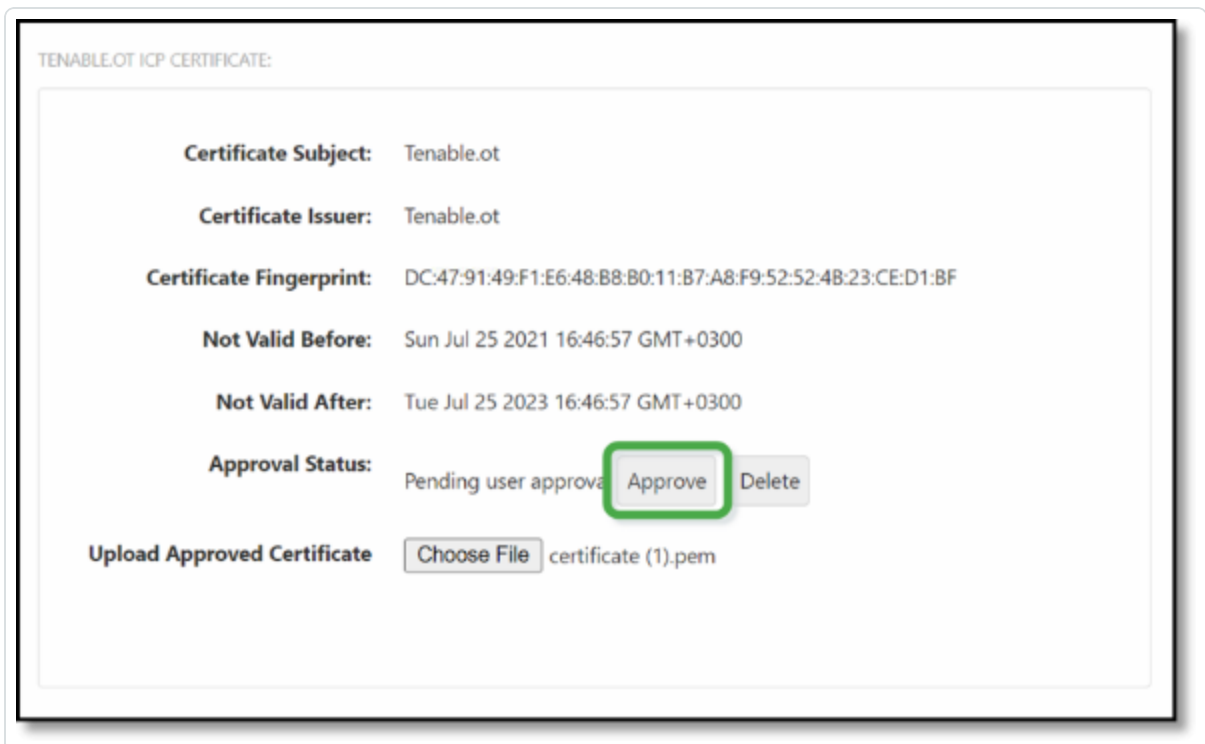 TENABLE.OT ICP CERTIFICATE:
Certificate Subject: Tenable.ot
Certificate Issuer: Tenable.ot
Certificate Fingerprint: DC:47:91:49:F1:E6:48:B8:B0:11:B7:A8:F9:52:52:4B:23:CE:D1:BF
Not Valid Before: Sun Jul 25 2021 16:46:57 GMT+0300
Not Valid After: Tue Jul 25 2023 16:46:57 GMT+0300
Approval Status: Pending user approva Approve Delete
Upload Approved Certificate Choose File certificate (1).pem